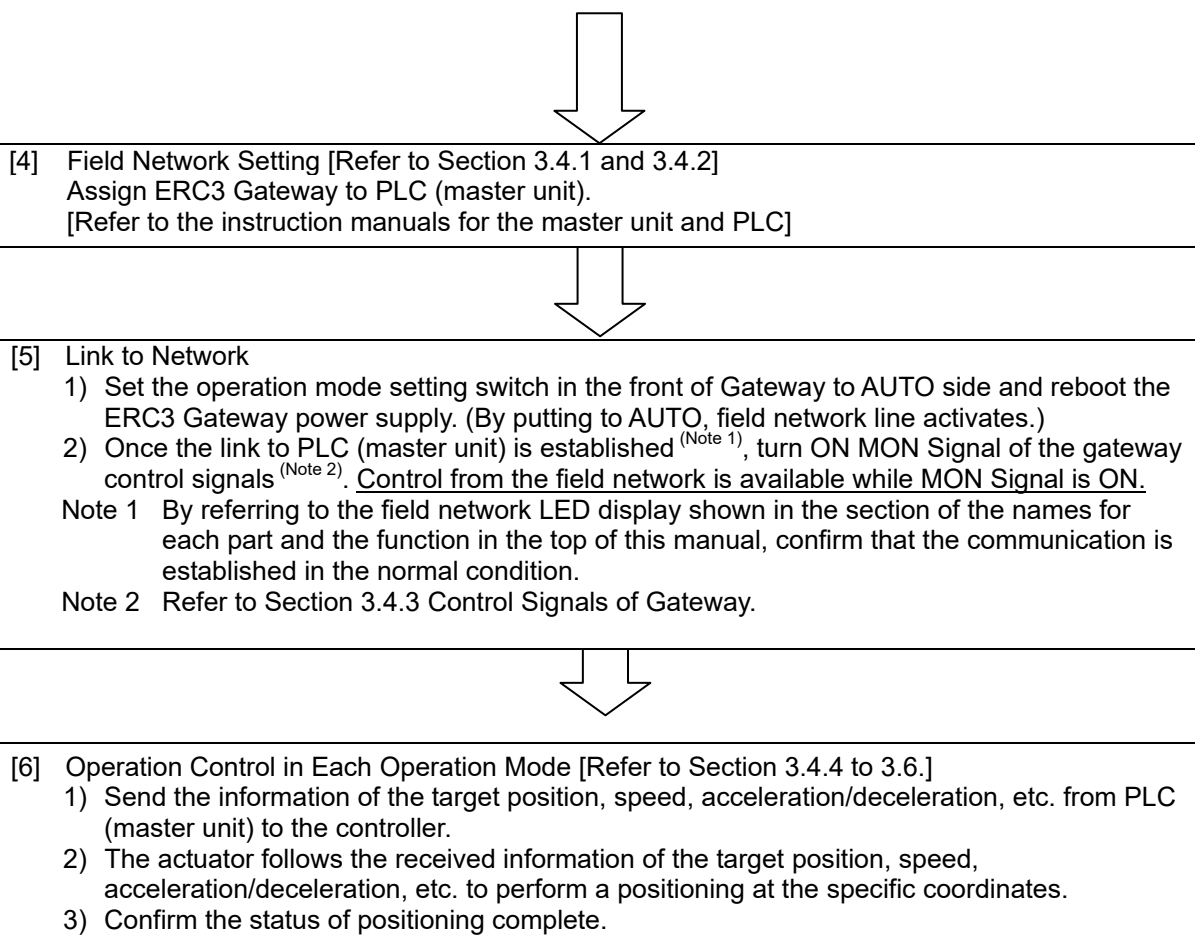 [4] Field Network Setting [Refer to Section 3.4.1 and 3.4.2]
Assign ERC3 Gateway to PLC (master unit).
[Refer to the instruction manuals for the master unit and PLC]
[5] Link to Network
1) Set the operation mode setting switch in the front of Gateway to AUTO side and reboot the
ERC3 Gateway power supply. (By putting to AUTO, field network line activates.)
2) Once the link to PLC (master unit) is established (Note 1), turn ON MON Signal of the gateway
control signals (Note 2). Control from the field network is available while MON Signal is ON.
Note 1 By referring to the field network LED display shown in the section of the names for
each part and the function in the top of this manual, confirm that the communication is
established in the normal condition.
Note 2 Refer to Section 3.4.3 Control Signals of Gateway.
[6] Operation Control in Each Operation Mode [Refer to Section 3.4.4 to 3.6.]
1) Send the information of the target position, speed, acceleration/deceleration, etc. from PLC
(master unit) to the controller.
2) The actuator follows the received information of the target position, speed,
acceleration/deceleration, etc. to perform a positioning at the specific coordinates.
3) Confirm the status of positioning complete.